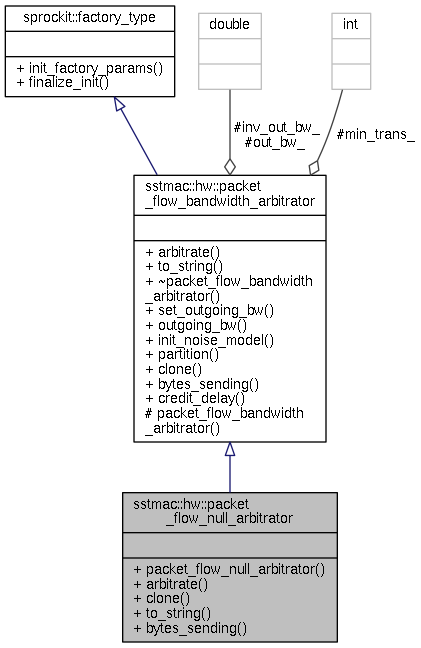 sprockit::factory_type
+ init_factory_params()
+ finalize_init()
double
int
#inv_out_bw_
#out_bw_
#min_trans_
sstmac::hw::packet
_flow_bandwidth_arbitrator
+ arbitrate()
+ to_string()
+ ~packet_flow_bandwidth
_arbitrator()
+ set_outgoing_bw()
+ outgoing_bw()
+ init_noise_model()
+ partition()
+ clone()
+ bytes_sending()
+ credit_delay()
# packet_flow_bandwidth
_arbitrator()
sstmac::hw::packet
_flow_null_arbitrator
+ packet_flow_null_arbitrator()
+ arbitrate()
+ clone()
+ to_string()
+ bytes_sending()